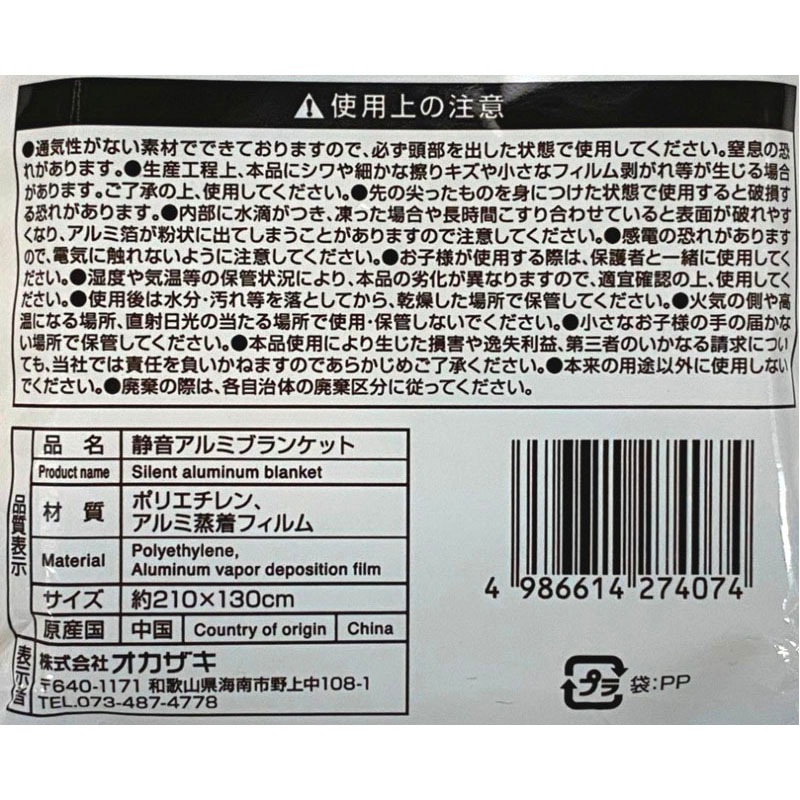 ⚠使用上の注意
●通気性がない素材でできておりますので、必ず頭部を出した状態で使用してください。窒息の恐
れがあります。●生産工程上、本品にシワや細かな擦りキズや小さなフィルム剥がれ等が生じる場合
があります。ご了承の上、使用してください。●先の尖ったものを身につけた状態で使用すると破損す
る恐れがあります。●内部に水滴がつき、凍った場合や長時間こすり合わせていると表面が破れやす
くなり、アルミ箔が粉状に出てしまうことがありますので注意してください。●感電の恐れがあります
ので、電気に触れないように注意してください。●お子様が使用する際は、保護者と一緒に使用してく
ださい。●湿度や気温等の保管状況により、本品の劣化が異なりますので、適宜確認の上、使用してく
ださい。●使用後は水分・汚れ等を落としてから、乾燥した場所で保管してください。●火気の側や高
温になる場所、直射日光の当たる場所で使用・保管しないでください。●小さなお子様の手の届かな
い場所で保管してください。●本品使用により生じた損害や逸失利益、第三者のいかなる請求につい
ても、当社では責任を負いかねますのであらかじめご了承ください。●本来の用途以外に使用しない
でください。●廃棄の際は、各自治体の廃棄区分に従ってください。
品質表示
品 名 静音アルミブランケット
Product name Silent aluminum blanket
材 質 ポリエチレン、
アルミ蒸着フィルム
Material Polyethylene,
Aluminum vapor deposition film
サイズ 約210×130cm
原産国 中国 Country of origin China
表示者
株式会社オカザキ
〒640-1171 和歌山県海南市野上中108-1
TEL.073-487-4778
4 986614 274074
プラ 袋:PP